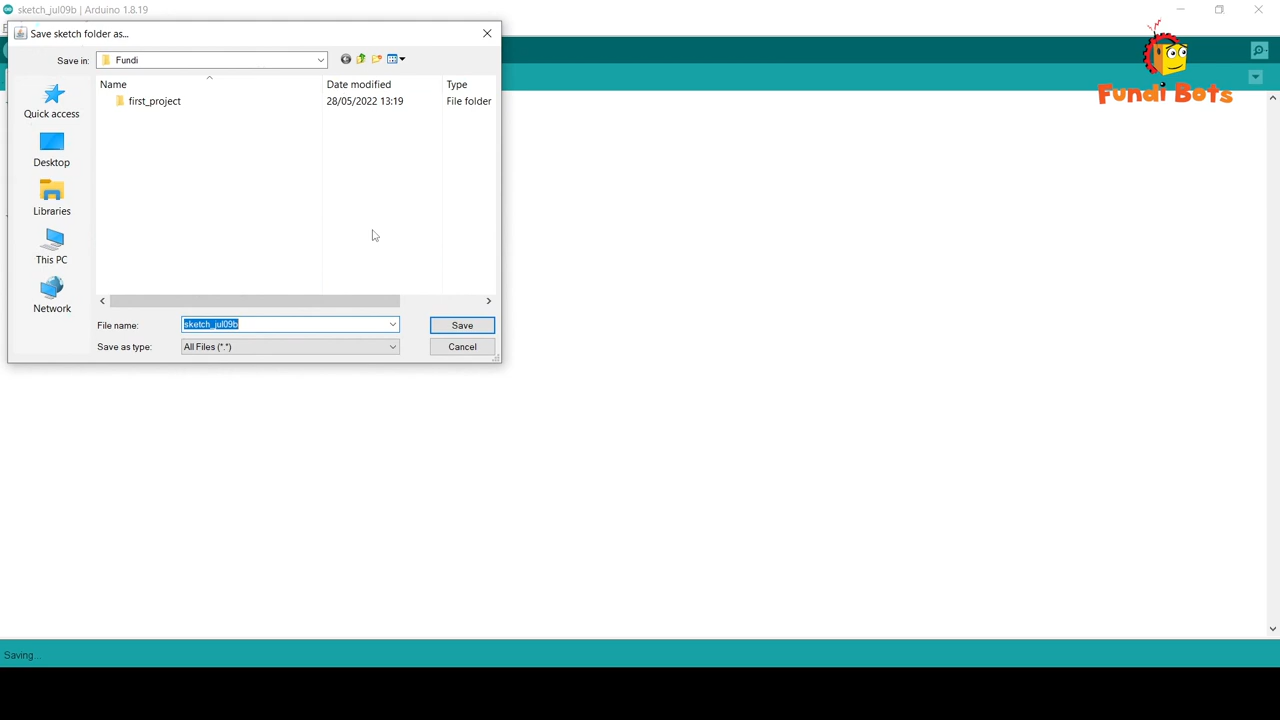 sketch_jul09b | Arduino 1.8.19
Save sketch folder as...
Save in:
Fundi
Name
Date modified
Type
first_project
28/05/2022 13:19
File folder
Quick access
Desktop
Libraries
This PC
Network
File name:
sketch_jul09b
Save
Save as type:
All Files (*.*)
Cancel
Fundi Bots
Saving...